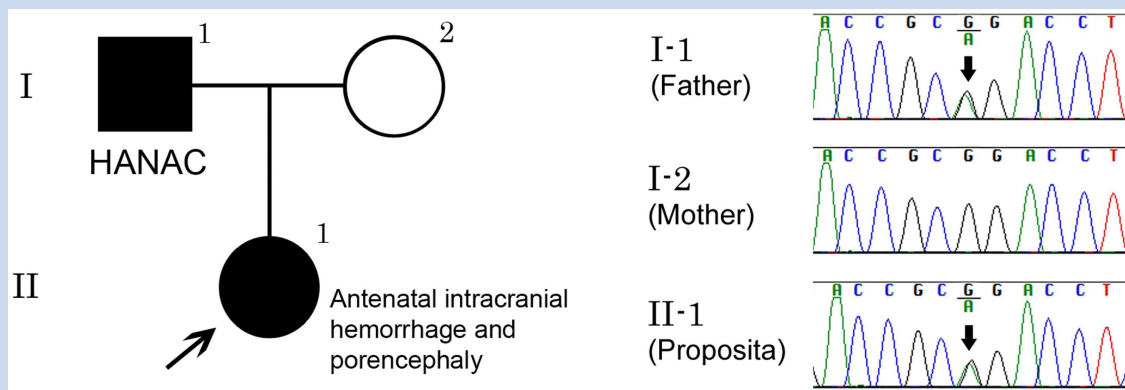 I
1
2
HANAC
II
1
Antenatal intracranial
hemorrhage and
porencephaly
I-1
(Father)
A C C G C G G A C C T
A
I-2
(Mother)
A C C G C G G A C C T
II-1
(Proposita)
A C C G C G G A C C T
A